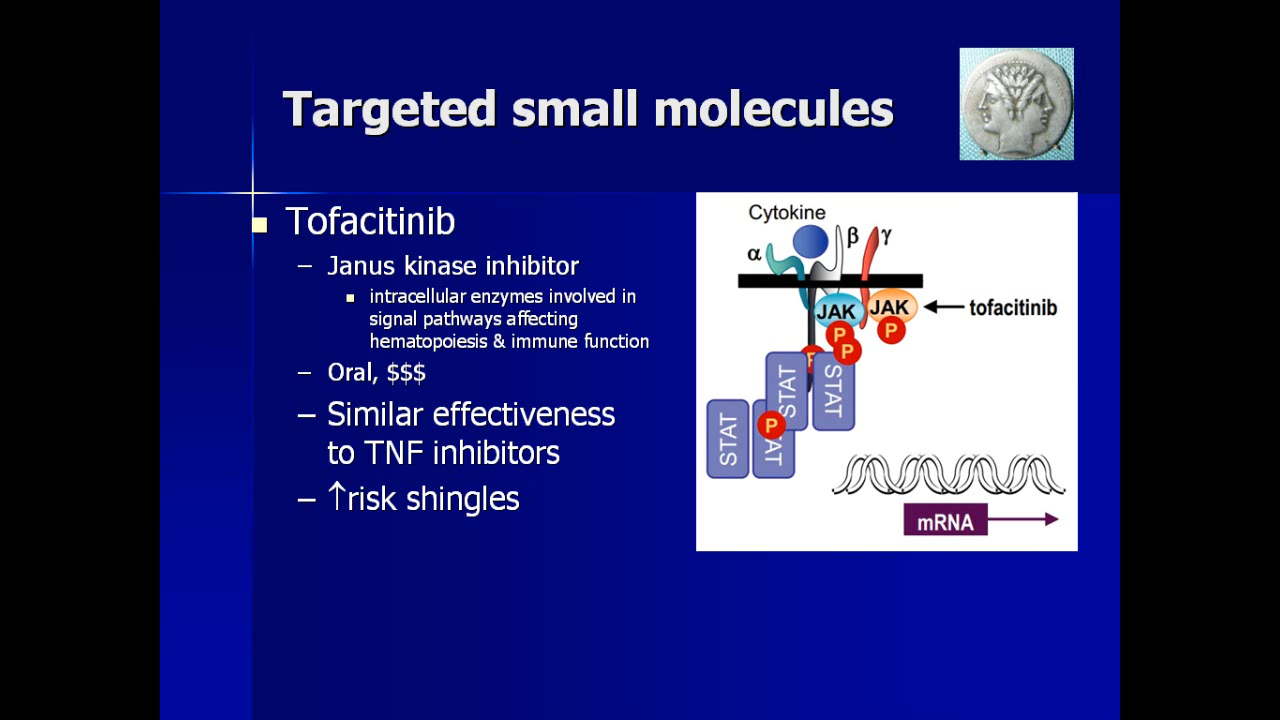 Targeted small molecules
Tofacitinib
– Janus kinase inhibitor
intracellular enzymes involved in
signal pathways affecting
hematopoiesis & immune function
– Oral, $$$
– Similar effectiveness
to TNF inhibitors
– ↑risk shingles
Cytokine
α
β
γ
JAK
JAK
tofacitinib
P
P
P
P
STAT
STAT
STAT
P
TAT
mRNA